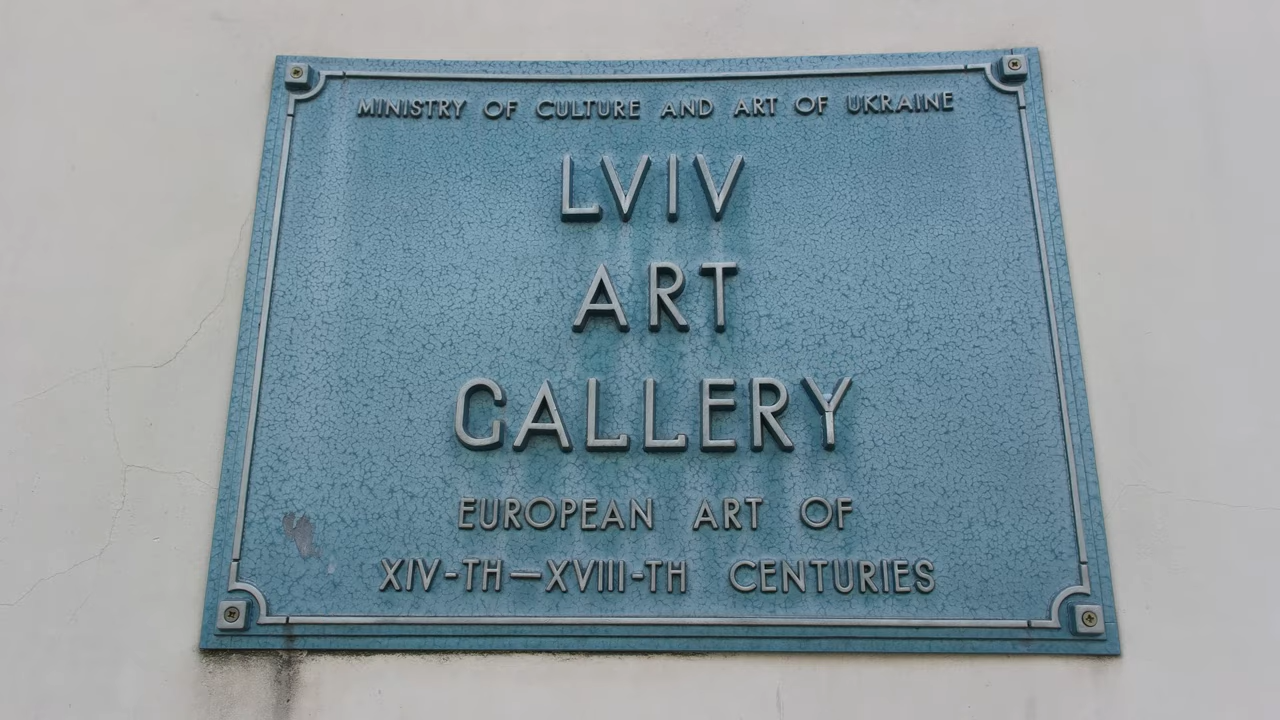 MINISTRY OF CULTURE AND ART OF UKRAINE
LVIV
ART
GALLERY
EUROPEAN ART OF
XIV-TH—XVIII-TH CENTURIES